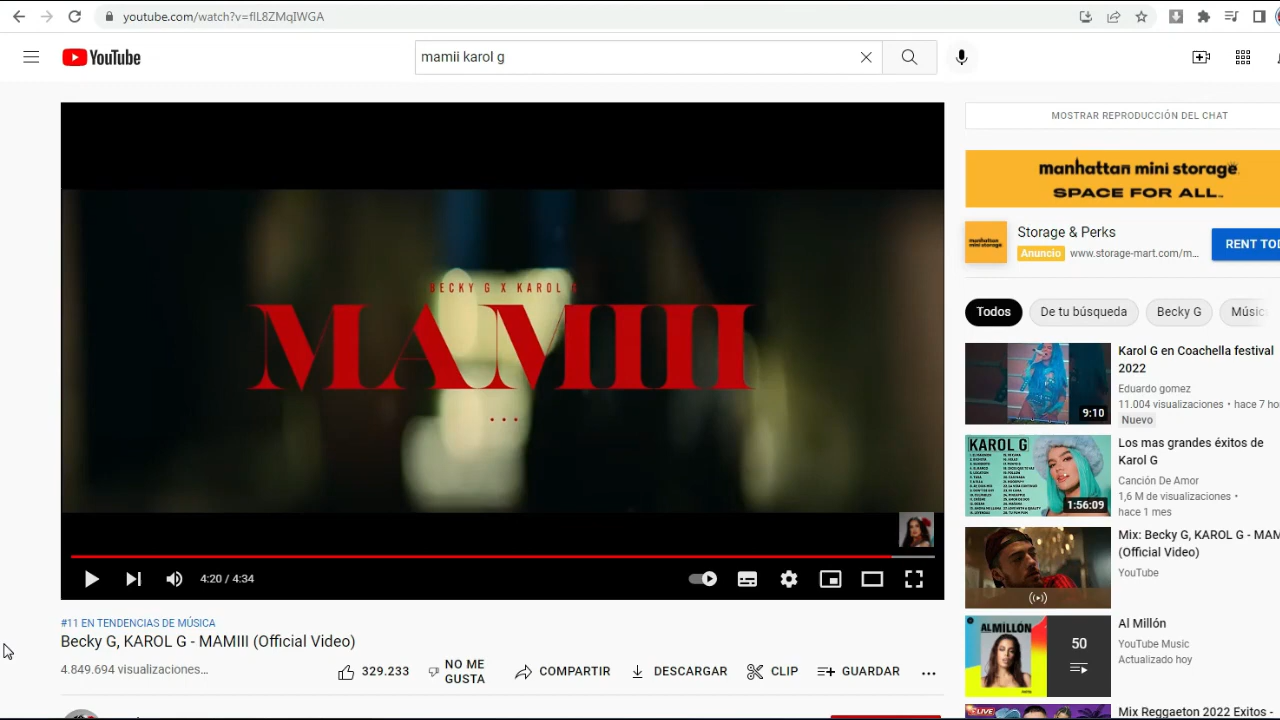 youtube.com/watch?v=flL8ZMqIWGA
YouTube
mamii karol g
MOSTRAR REPRODUCCIÓN DEL CHAT
manhattan mini storage
SPACE FOR ALL
Storage & Perks
Anuncio www.storage-mart.com/m...
RENT TOD
Todos
De tu búsqueda
Becky G
Músic
BECKY G X KAROL G
MAMIII
...
Karol G en Coachella festival
2022
Eduardo gomez
11.004 visualizaciones • hace 7 ho
Nuevo
9:10
KAROL G
1:56:09
Los mas grandes éxitos de
Karol G
Canción De Amor
1,6 M de visualizaciones •
hace 1 mes
Mix: Becky G, KAROL G - MAM
(Official Video)
YouTube
4:20 / 4:34
#11 EN TENDENCIAS DE MÚSICA
Becky G, KAROL G - MAMIII (Official Video)
4.849.694 visualizaciones...
329.233
NO ME
GUSTA
COMPARTIR
DESCARGAR
CLIP
GUARDAR
...
AL MILLÓN
50
Al Millón
YouTube Music
Actualizado hoy
LIVE
Mix Reggaeton 2022 Exitos -